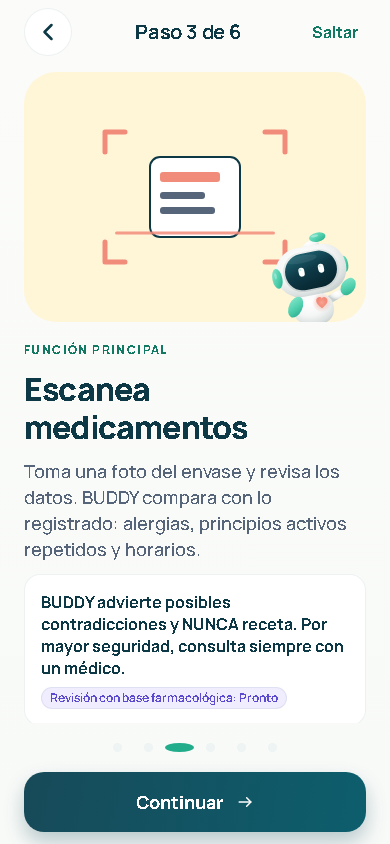 Paso 3 de 6
Saltar
FUNCIÓN PRINCIPAL
Escanea
medicamentos
Toma una foto del envase y revisa los
datos. BUDDY compara con lo
registrado: alergias, principios activos
repetidos y horarios.
BUDDY advierte posibles
contradicciones y NUNCA receta. Por
mayor seguridad, consulta siempre con
un médico.
Revisión con base farmacológica: Pronto
Continuar →